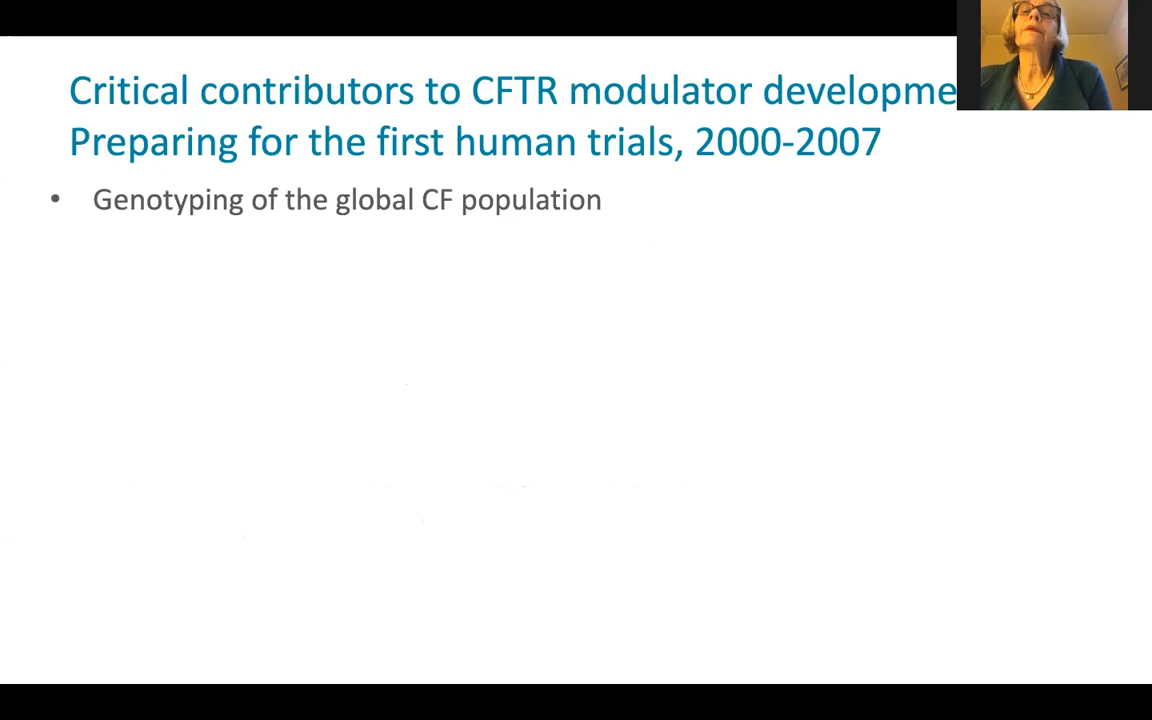 Critical contributors to CFTR modulator developme
Preparing for the first human trials, 2000-2007
• Genotyping of the global CF population